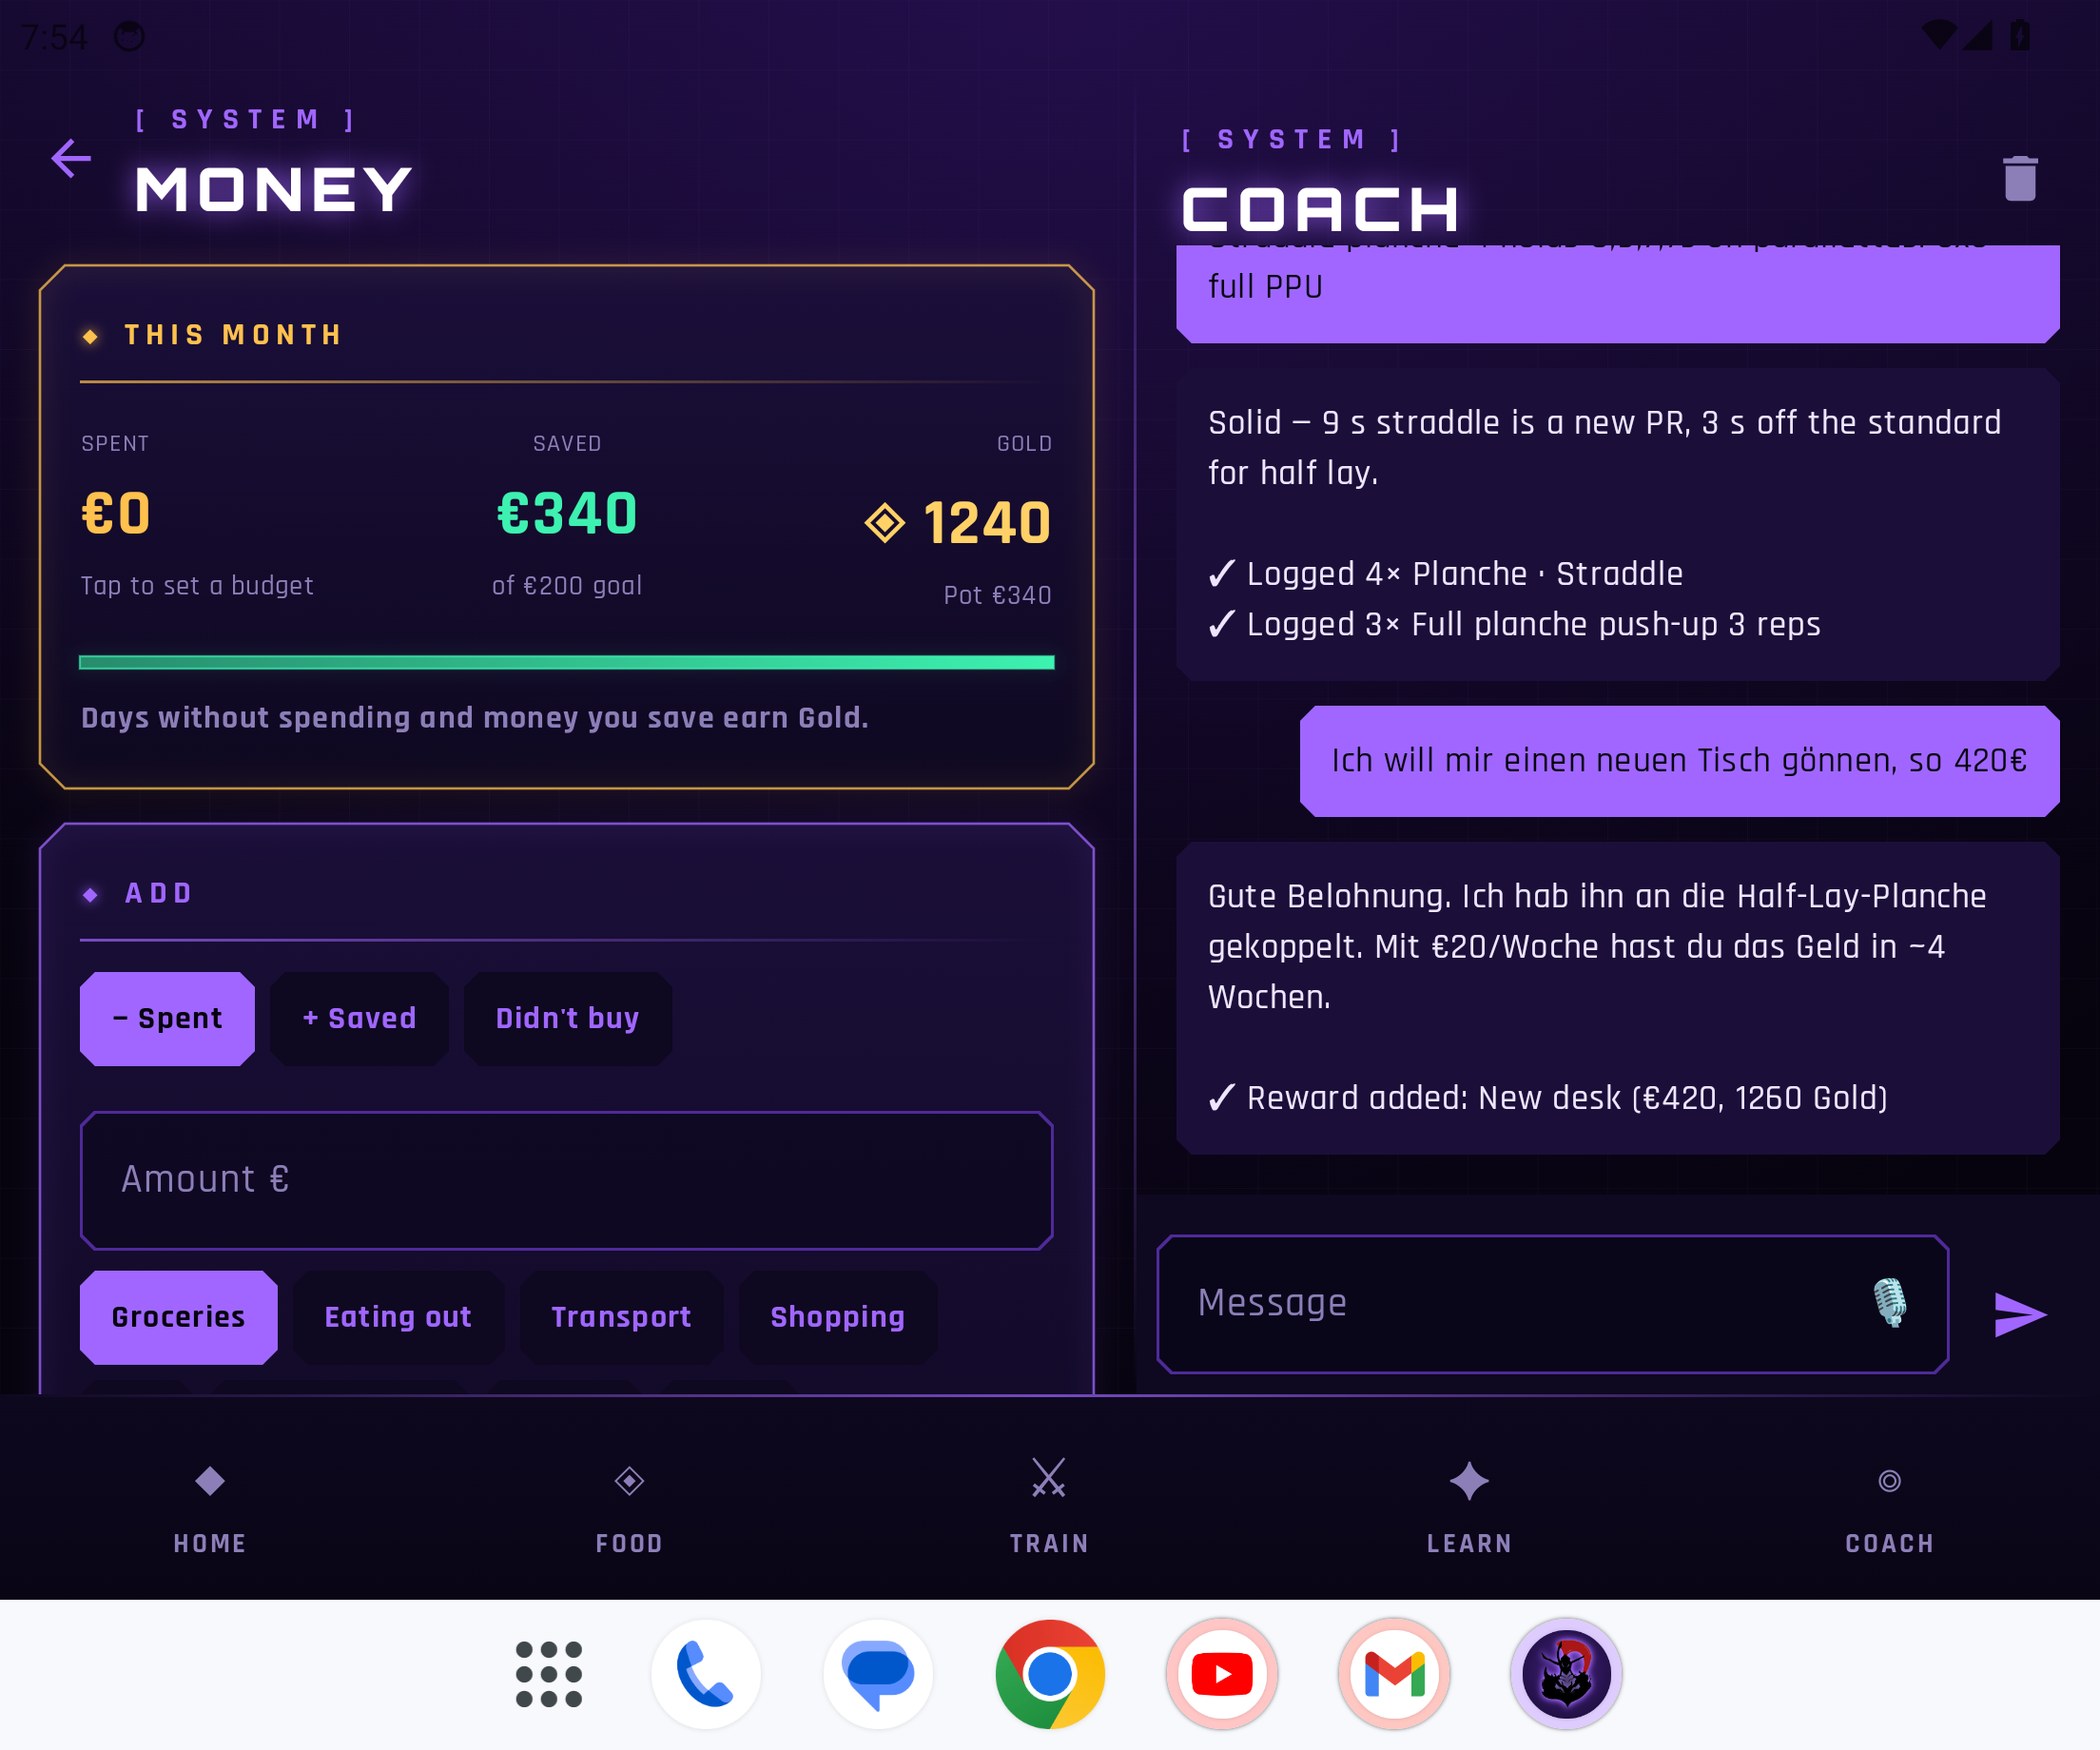 7:54
[ SYSTEM ]
MONEY
THIS MONTH
SPENT
SAVED
GOLD
€0
€340
1240
Tap to set a budget
of €200 goal
Pot €340
Days without spending and money you save earn Gold.
ADD
− Spent
+ Saved
Didn't buy
Amount €
Groceries
Eating out
Transport
Shopping
[ SYSTEM ]
COACH
full PPU
Solid – 9 s straddle is a new PR, 3 s off the standard
for half lay.
✓ Logged 4× Planche · Straddle
✓ Logged 3× Full planche push-up 3 reps
Ich will mir einen neuen Tisch gönnen, so 420€
Gute Belohnung. Ich hab ihn an die Half-Lay-Planche
gekoppelt. Mit €20/Woche hast du das Geld in ~4
Wochen.
✓ Reward added: New desk (€420, 1260 Gold)
Message
HOME
FOOD
TRAIN
LEARN
COACH